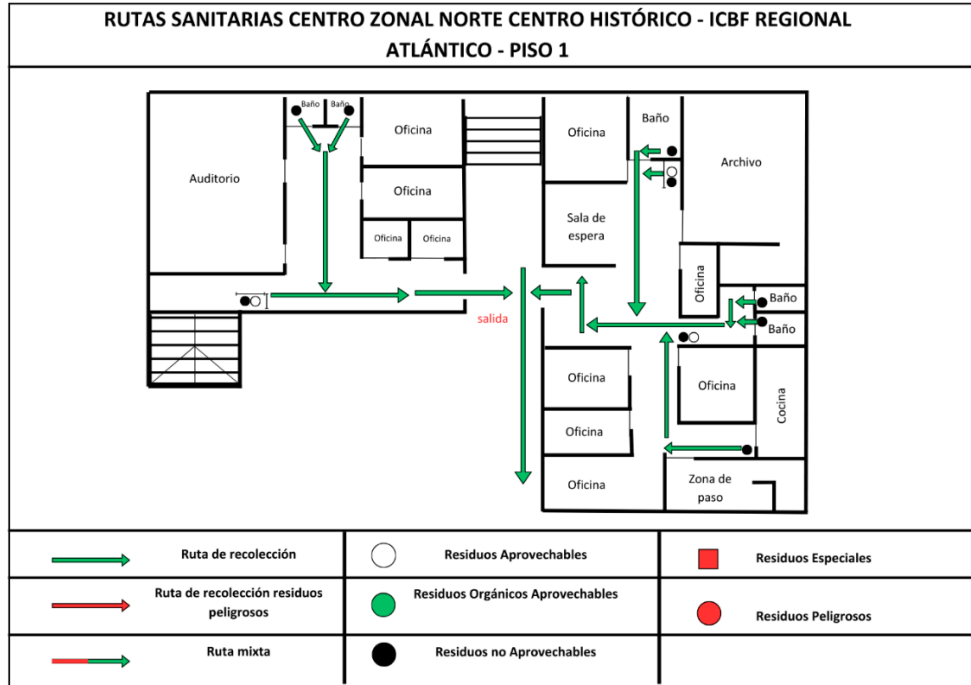 RUTAS SANITARIAS CENTRO ZONAL NORTE CENTRO HISTÓRICO - ICBF REGIONAL
ATLÁNTICO - PISO 1
Baño
Baño
Oficina
Oficina
Baño
Auditorio
Archivo
Oficina
Sala de
espera
Oficina
Oficina
Oficina
Baño
salida
Baño
Oficina
Oficina
Cocina
Oficina
Oficina
Zona de
paso
Ruta de recolección
Residuos Aprovechables
Residuos Especiales
Ruta de recolección residuos
peligrosos
Residuos Orgánicos Aprovechables
Residuos Peligrosos
Ruta mixta
Residuos no Aprovechables